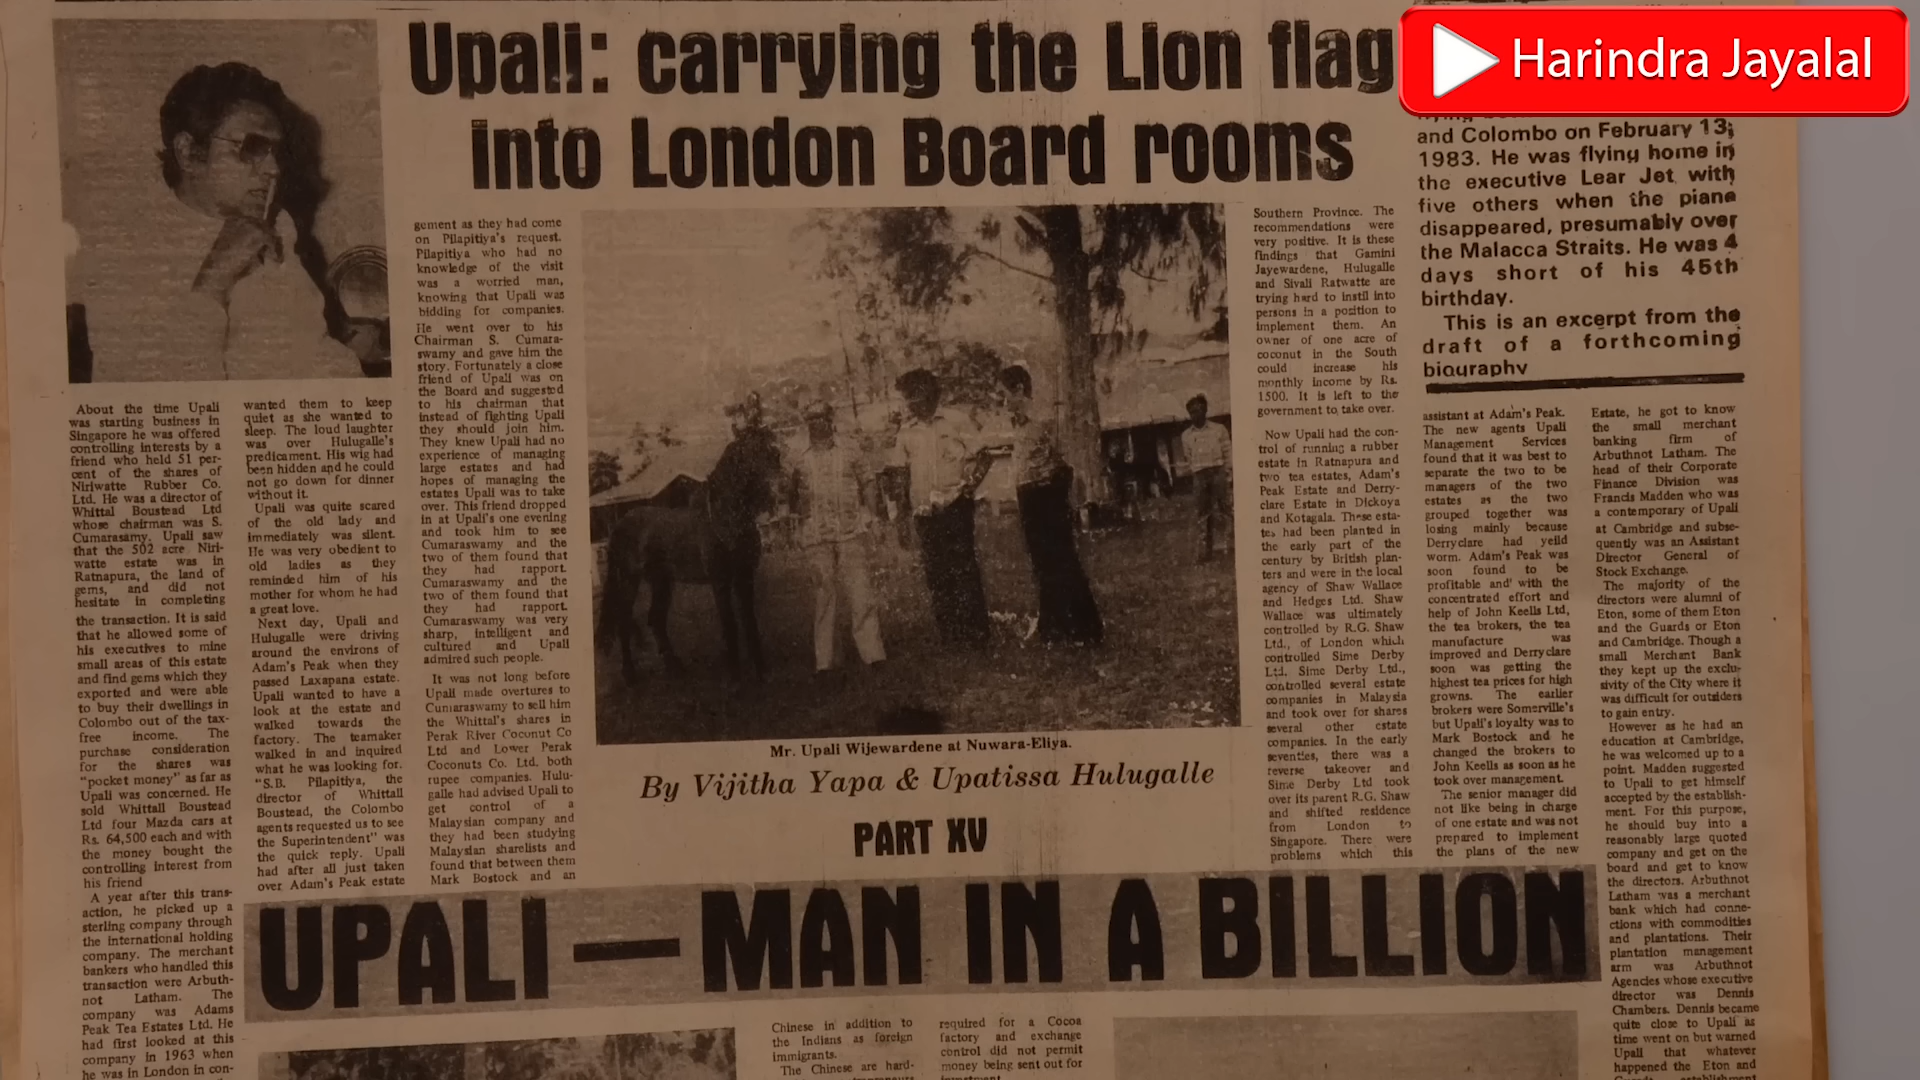 Harindra Jayalal
Upali: carrying the Lion flag
into London Board rooms
and Colombo on February 13,
1983. He was flying home in
the executive Lear Jet with
five others when the plane
disappeared, presumably over
the Malacca Straits. He was 4
days short of his 45th
birthday.
This is an excerpt from the
draft of a forthcoming
biography
About the time Upali
was starting business in
Singapore he was offered
controlling interests by a
friend who held 51 per-
cent of the shares of
Niriwatte Rubber Co.
Ltd. He was a director of
Whittal Boustead Ltd
whose chairman was S.
Cumarasamy. Upali saw
that the 502 acre Niri-
watte estate was in
Ratnapura, the land of
gems, and did not
hesitate in completing
the transaction. It is said
that he allowed some of
his executives to mine
small areas of this estate
and find gems which they
exported and were able
to buy their dwellings in
Colombo out of the tax-
free income. The
purchase consideration
for the shares was
"pocket money" as far as
Upali was concerned. He
sold Whittall Boustead
Ltd four Mazda cars at
Rs. 64,500 each and with
the money bought the
controlling interest from
his friend
A year after this trans-
action, he picked up a
sterling company through
the international holding
company. The merchant
bankers who handled this
transaction were Arbuth-
not Latham. The
company was Adams
Peak Tea Estates Ltd. He
had first looked at this
company in 1963 when
he was in London in con-
wanted them to keep
quiet as she wanted to
sleep. The loud laughter
was over Hulugalle's
predicament. His wig had
been hidden and he could
not go down for dinner
without it.
Upali was quite scared
of the old lady and
immediately was silent.
He was very obedient to
old ladies as they
reminded him of his
mother for whom he had
a great love.
Next day, Upali and
Hulugalle were driving
around the environs of
Adam's Peak when they
passed Laxapana estate.
Upali wanted to have a
look at the estate and
walked towards the
factory. The teamaker
walked in and inquired
what he was looking for.
"S.B. Pilapitiya, the
director of Whittall
Boustead, the Colombo
agents requested us to see
the Superintendent" was
the quick reply. Upali
had after all just taken
over Adam's Peak estate
gement as they had come
on Pilapitiya's request.
Pilapitiya who had no
knowledge of the visit
was a worried man,
knowing that Upali was
bidding for companies.
He went over to his
Chairman S. Cumara-
swamy and gave him the
story. Fortunately a close
friend of Upali was on
the Board and suggested
to his chairman that
instead of fighting Upali
they should join him.
They knew Upali had no
experience of managing
large estates and had
hopes of managing the
estates Upali was to take
over. This friend dropped
in at Upali's one evening
and took him to see
Cumaraswamy and the
two of them found that
they had rapport.
Cumaraswamy and the
two of them found that
they had rapport.
Cumaraswamy was very
sharp, intelligent and
cultured and Upali
admired such people.
It was not long before
Upali made overtures to
Cumaraswamy to sell him
the Whittal's shares in
Perak River Coconut Co
Ltd and Lower Perak
Coconuts Co. Ltd. both
rupee companies. Hulu-
galle had advised Upali to
get control of a
Malaysian company and
they had been studying
Malaysian sharelists and
found that between them
Mark Bostock and an
Mr. Upali Wijewardene at Nuwara-Eliya.
By Vijitha Yapa & Upatissa Hulugalle
PART XV
Southern Province. The
recommendations were
very positive. It is these
findings that Gamini
Jayewardene, Hulugalle
and Sivali Ratwatte are
trying hard to instil into
persons in a position to
implement them. An
owner of one acre of
coconut in the South
could increase his
monthly income by Rs.
1500. It is left to the
government to take over.
Now Upali had the con-
trol of running a rubber
estate in Ratnapura and
two tea estates, Adam's
Peak Estate and Derry-
clare Estate in Dickoya
and Kotagala. These esta-
tes had been planted in
the early part of the
century by British plan-
ters and were in the local
agency of Shaw Wallace
and Hedges Ltd. Shaw
Wallace was ultimately
controlled by R.G. Shaw
Ltd., of London which
controlled Sime Derby
Ltd. Sime Derby Ltd.,
controlled several estate
companies in Malaysia
and took over for shares
several other estate
companies. In the early
seventies, there was a
reverse takeover and
Sime Derby Ltd took
over its parent R.G. Shaw
and shifted residence
from London to
Singapore. There were
problems which this
assistant at Adam's Peak.
The new agents Upali
Management Services
found that it was best to
separate the two to be
managers of the two
estates as the two
grouped together was
losing mainly because
Derryclare had yeild
worm. Adam's Peak was
soon found to be
profitable and with the
concentrated effort and
help of John Keells Ltd,
the tea brokers, the tea
manufacture was
improved and Derryclare
soon was getting the
highest tea prices for high
growns. The earlier
brokers were Somerville's
but Upali's loyalty was to
Mark Bostock and he
changed the brokers to
John Keells as soon as he
took over management.
The senior manager did
not like being in charge
of one estate and was not
prepared to implement
the plans of the new
Estate, he got to know
the small merchant
banking firm of
Arbuthnot Latham. The
head of their Corporate
Finance Division was
Francis Madden who was
a contemporary of Upali
at Cambridge and subse-
quently was an Assistant
Director General of
Stock Exchange.
The majority of the
directors were alumni of
Eton, some of them Eton
and the Guards or Eton
and Cambridge. Though a
small Merchant Bank
they kept up the exclu-
sivity of the City where it
was difficult for outsiders
to gain entry.
However as he had an
education at Cambridge,
he was welcomed up to a
point. Madden suggested
to Upali to get himself
accepted by the establish-
ment. For this purpose,
he should buy into a
reasonably large quoted
company and get on the
board and get to know
the directors. Arbuthnot
Latham was a merchant
bank which had conne-
ctions with commodities
and plantations. Their
plantation management
arm was Arbuthnot
Agencies whose executive
director was Dennis
Chambers. Dennis became
quite close to Upali as
time went on but warned
Upali that whatever
happened the Eton and
UPALI — MAN IN A BILLION
Chinese in addition to
the Indians as foreign
immigrants.
The Chinese are hard-
required for a Cocoa
factory and exchange
control did not permit
money being sent out for